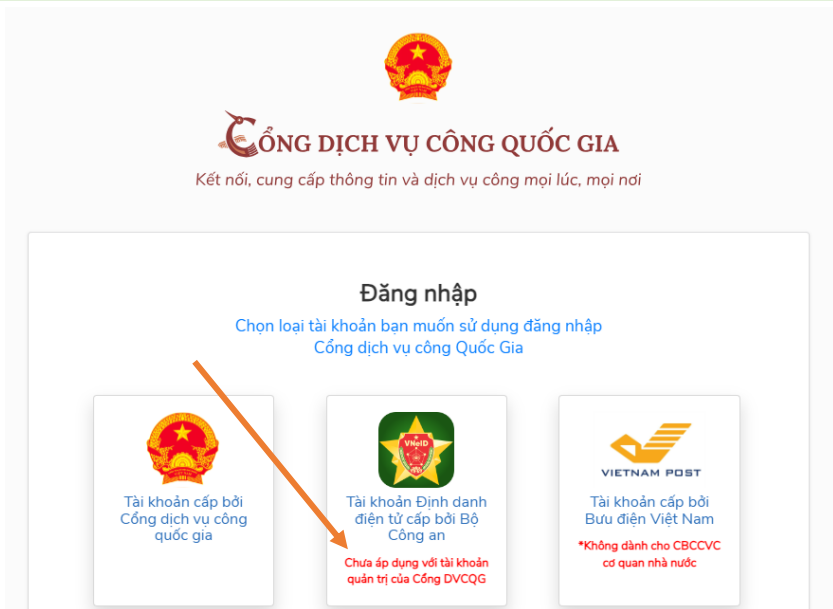 CỔNG DỊCH VỤ CÔNG QUỐC GIA
Kết nối, cung cấp thông tin và dịch vụ công mọi lúc, mọi nơi
Đăng nhập
Chọn loại tài khoản bạn muốn sử dụng đăng nhập
Cổng dịch vụ công Quốc Gia
Tài khoản cấp bởi
Cổng dịch vụ công
quốc gia
VNeID
Tài khoản Định danh
điện tử cấp bởi Bộ
Công an
Chưa áp dụng với tài khoản
quản trị của Cổng DVCQG
VIETNAM POST
Tài khoản cấp bởi
Bưu điện Việt Nam
*Không dành cho CBCCVC
cơ quan nhà nước